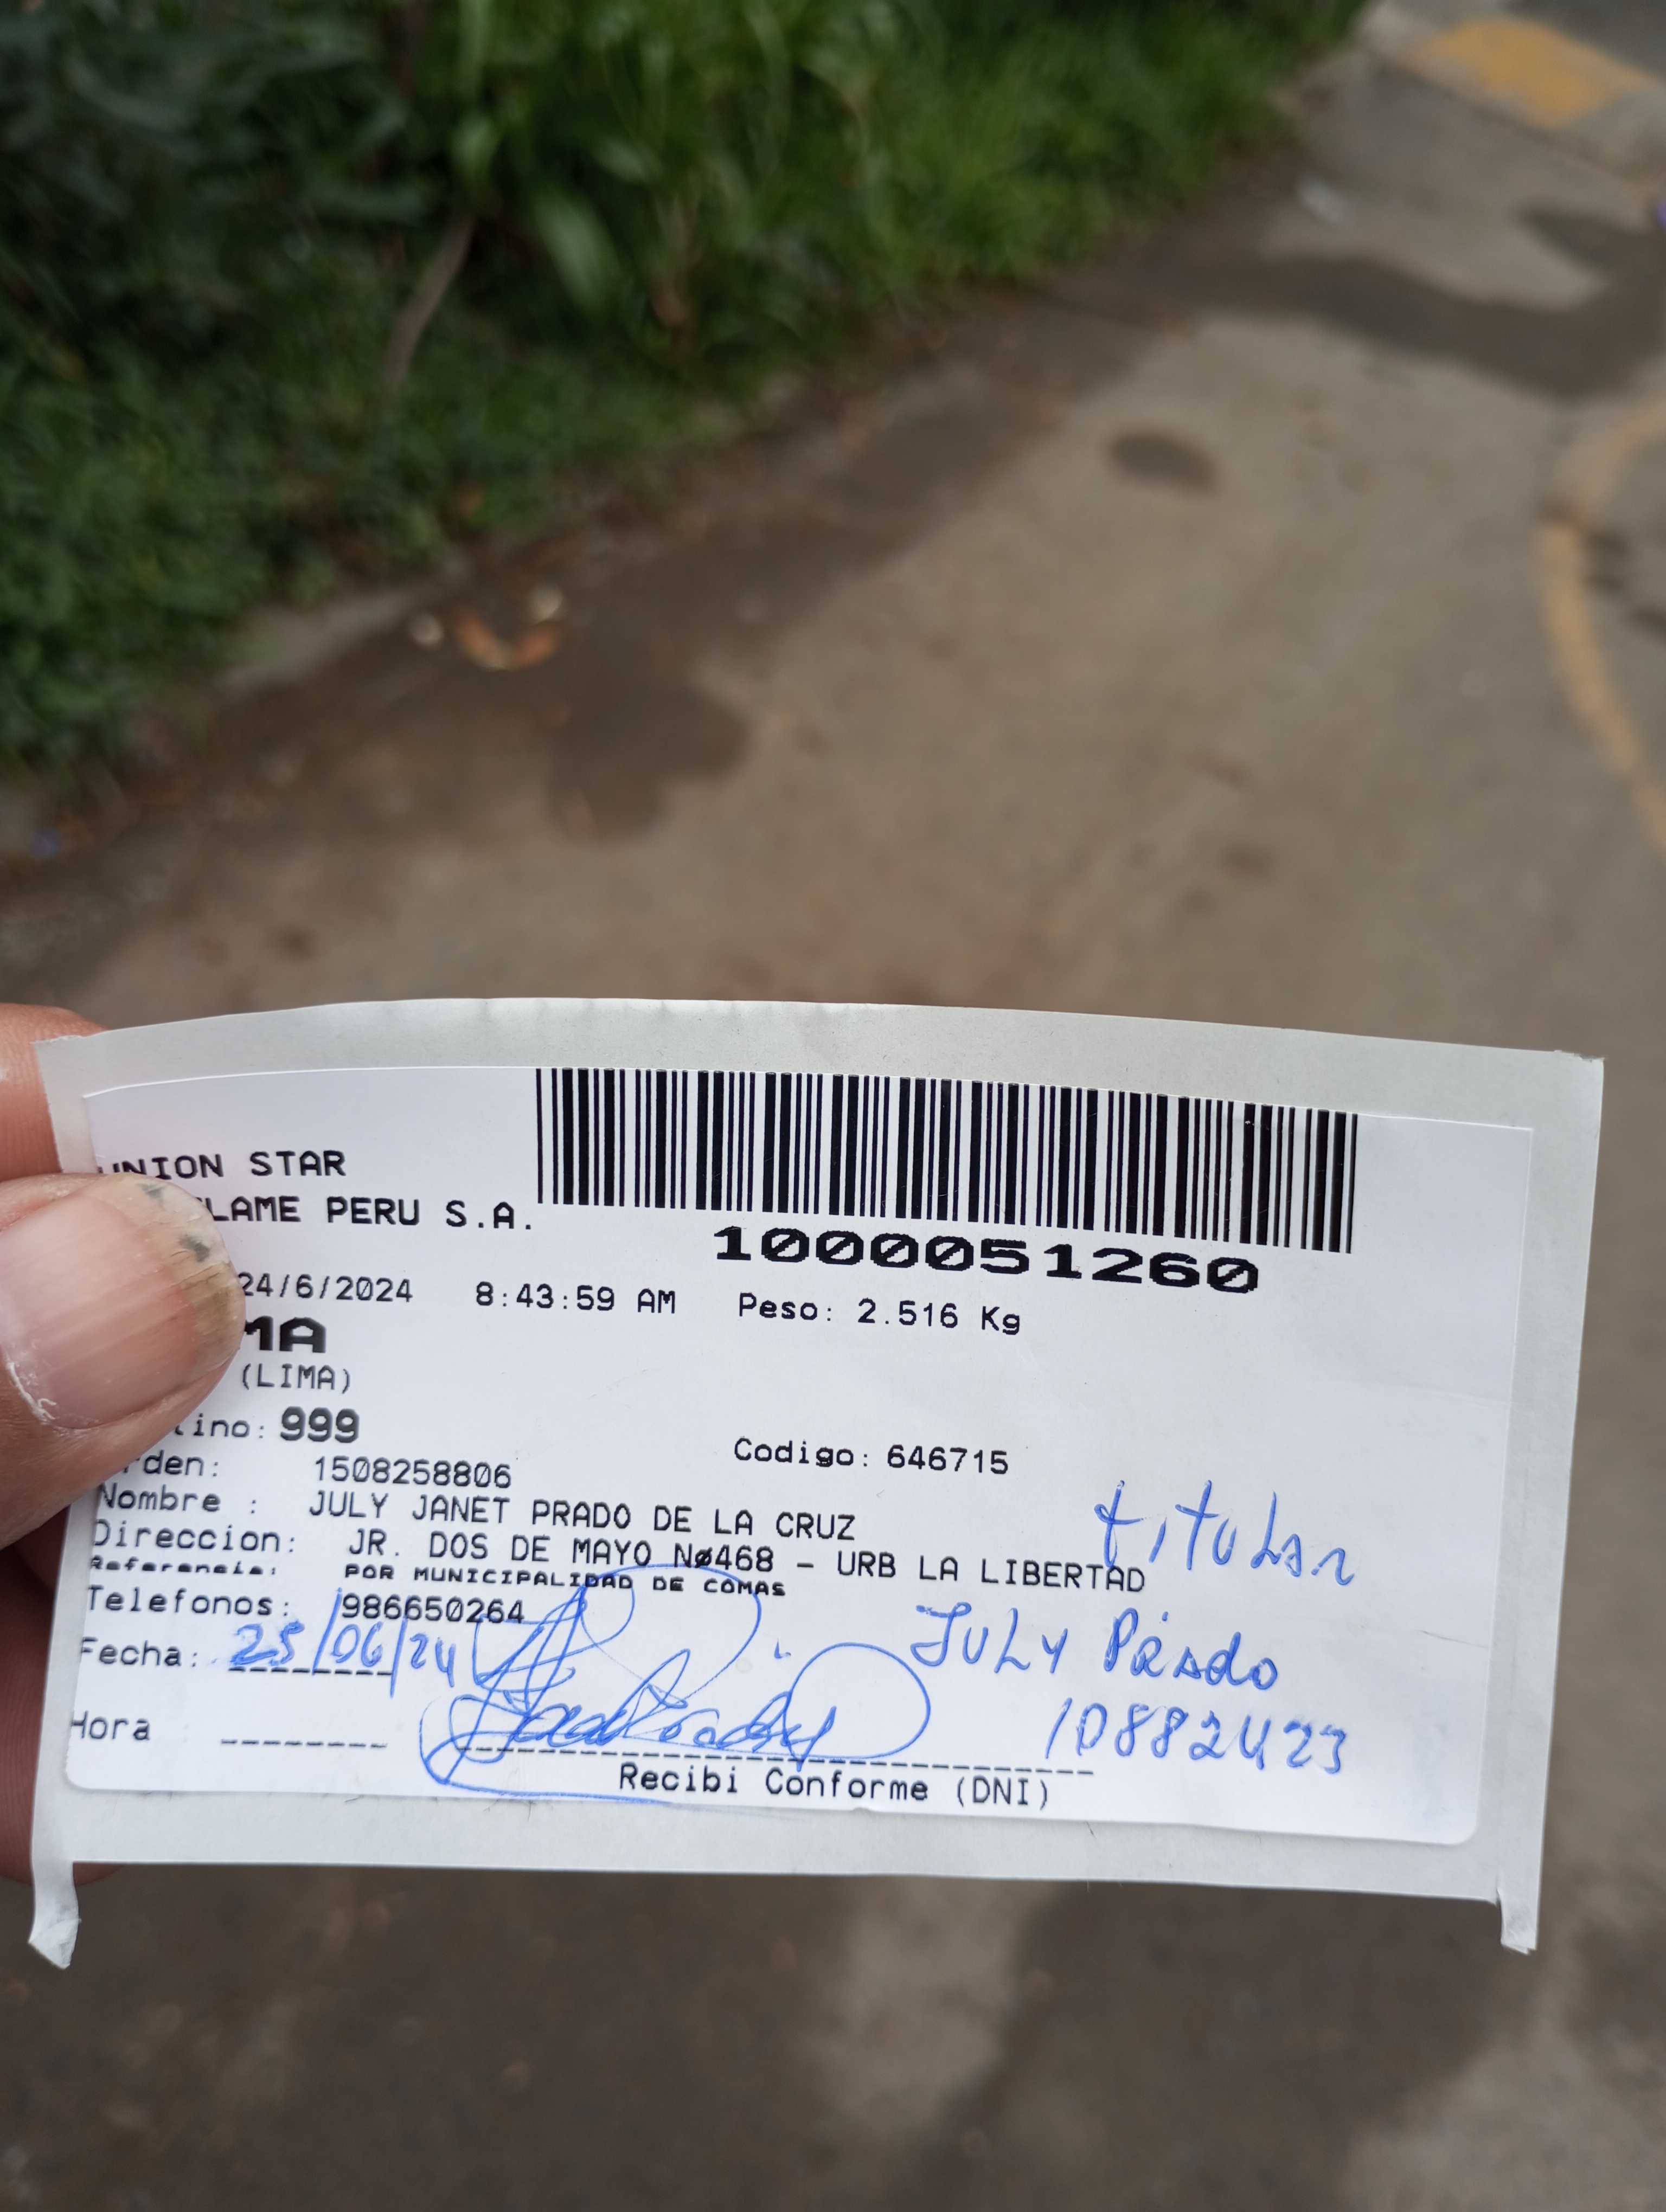 UNION STAR
LAME PERU S.A.
1000051260
24/6/2024 8:43:59 AM Peso: 2.516 Kg
MA
(LIMA)
tino: 999
Codigo: 646715
rden: 1508258806
Nombre : JULY JANET PRADO DE LA CRUZ
titular
Direccion: JR. DOS DE MAYO Nø468 - URB LA LIBERTAD
Referencia: POR MUNICIPALIDAD DE COMAS
Telefonos: 986650264
July Prado
Fecha: 25/06/24
10882423
Hora
Recibi Conforme (DNI)